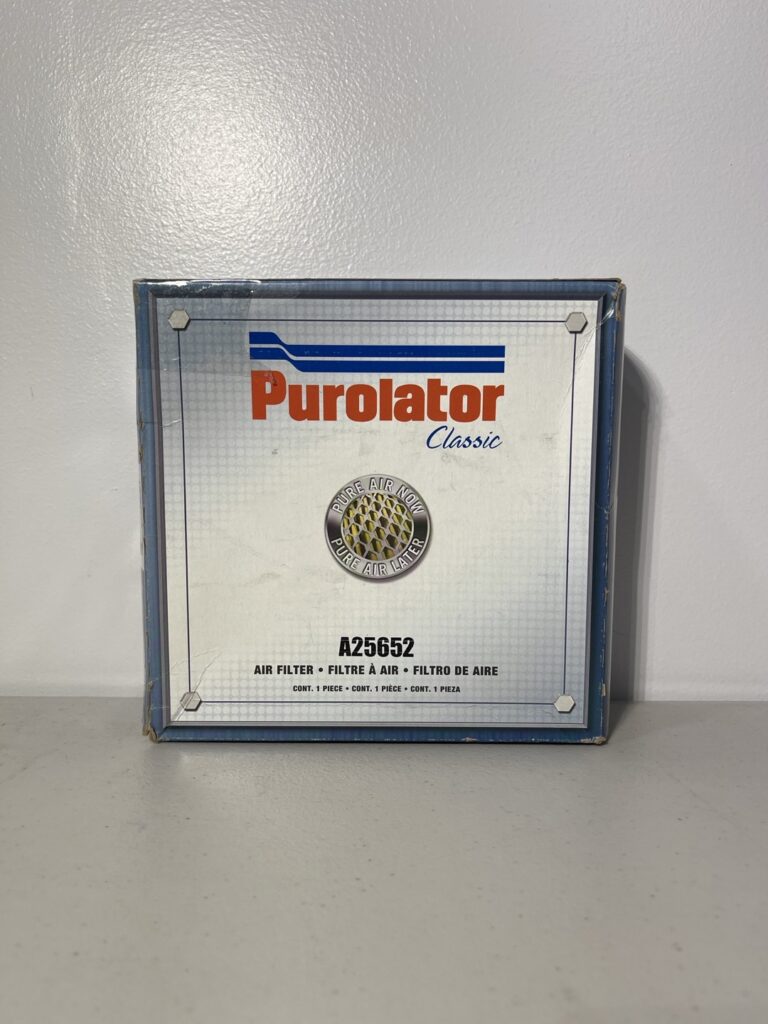 Purolator
Classic
PURE AIR NOW
PURE AIR LATER
A25652
AIR FILTER • FILTRE À AIR • FILTRO DE AIRE
CONT. 1 PIECE • CONT. 1 PIÈCE • CONT. 1 PIEZA